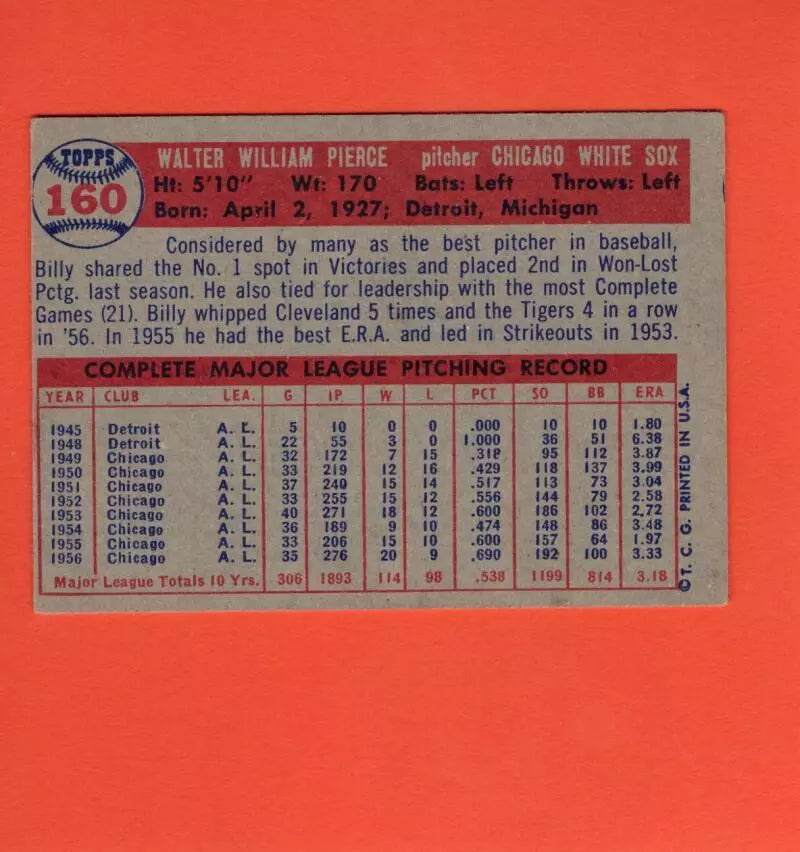 TOPPS
160
WALTER WILLIAM PIERCE pitcher CHICAGO WHITE SOX
Ht: 5'10" Wt: 170 Bats: Left Throws: Left
Born: April 2, 1927; Detroit, Michigan
Considered by many as the best pitcher in baseball,
Billy shared the No. 1 spot in Victories and placed 2nd in Won-Lost
Pctg. last season. He also tied for leadership with the most Complete
Games (21). Billy whipped Cleveland 5 times and the Tigers 4 in a row
in '56. In 1955 he had the best E.R.A. and led in Strikeouts in 1953.
COMPLETE MAJOR LEAGUE PITCHING RECORD
YEAR CLUB LEA. G IP W L PCT SO BB ERA
1945 Detroit A. L. 5 10 0 0 .000 10 10 1.80
1948 Detroit A. L. 22 55 3 0 1.000 36 51 6.38
1949 Chicago A. L. 32 172 7 15 .318 95 112 3.87
1950 Chicago A. L. 33 219 12 16 .429 118 137 3.99
1951 Chicago A. L. 37 240 15 14 .517 113 73 3.04
1952 Chicago A. L. 33 255 15 12 .556 144 79 2.58
1953 Chicago A. L. 40 271 18 12 .600 186 102 2.72
1954 Chicago A. L. 36 189 9 10 .474 148 86 3.48
1955 Chicago A. L. 33 206 15 10 .600 157 64 1.97
1956 Chicago A. L. 35 276 20 9 .690 192 100 3.33
Major League Totals 10 Yrs. 306 1893 114 98 .538 1199 814 3.18
© T. C. G. PRINTED IN U.S.A.